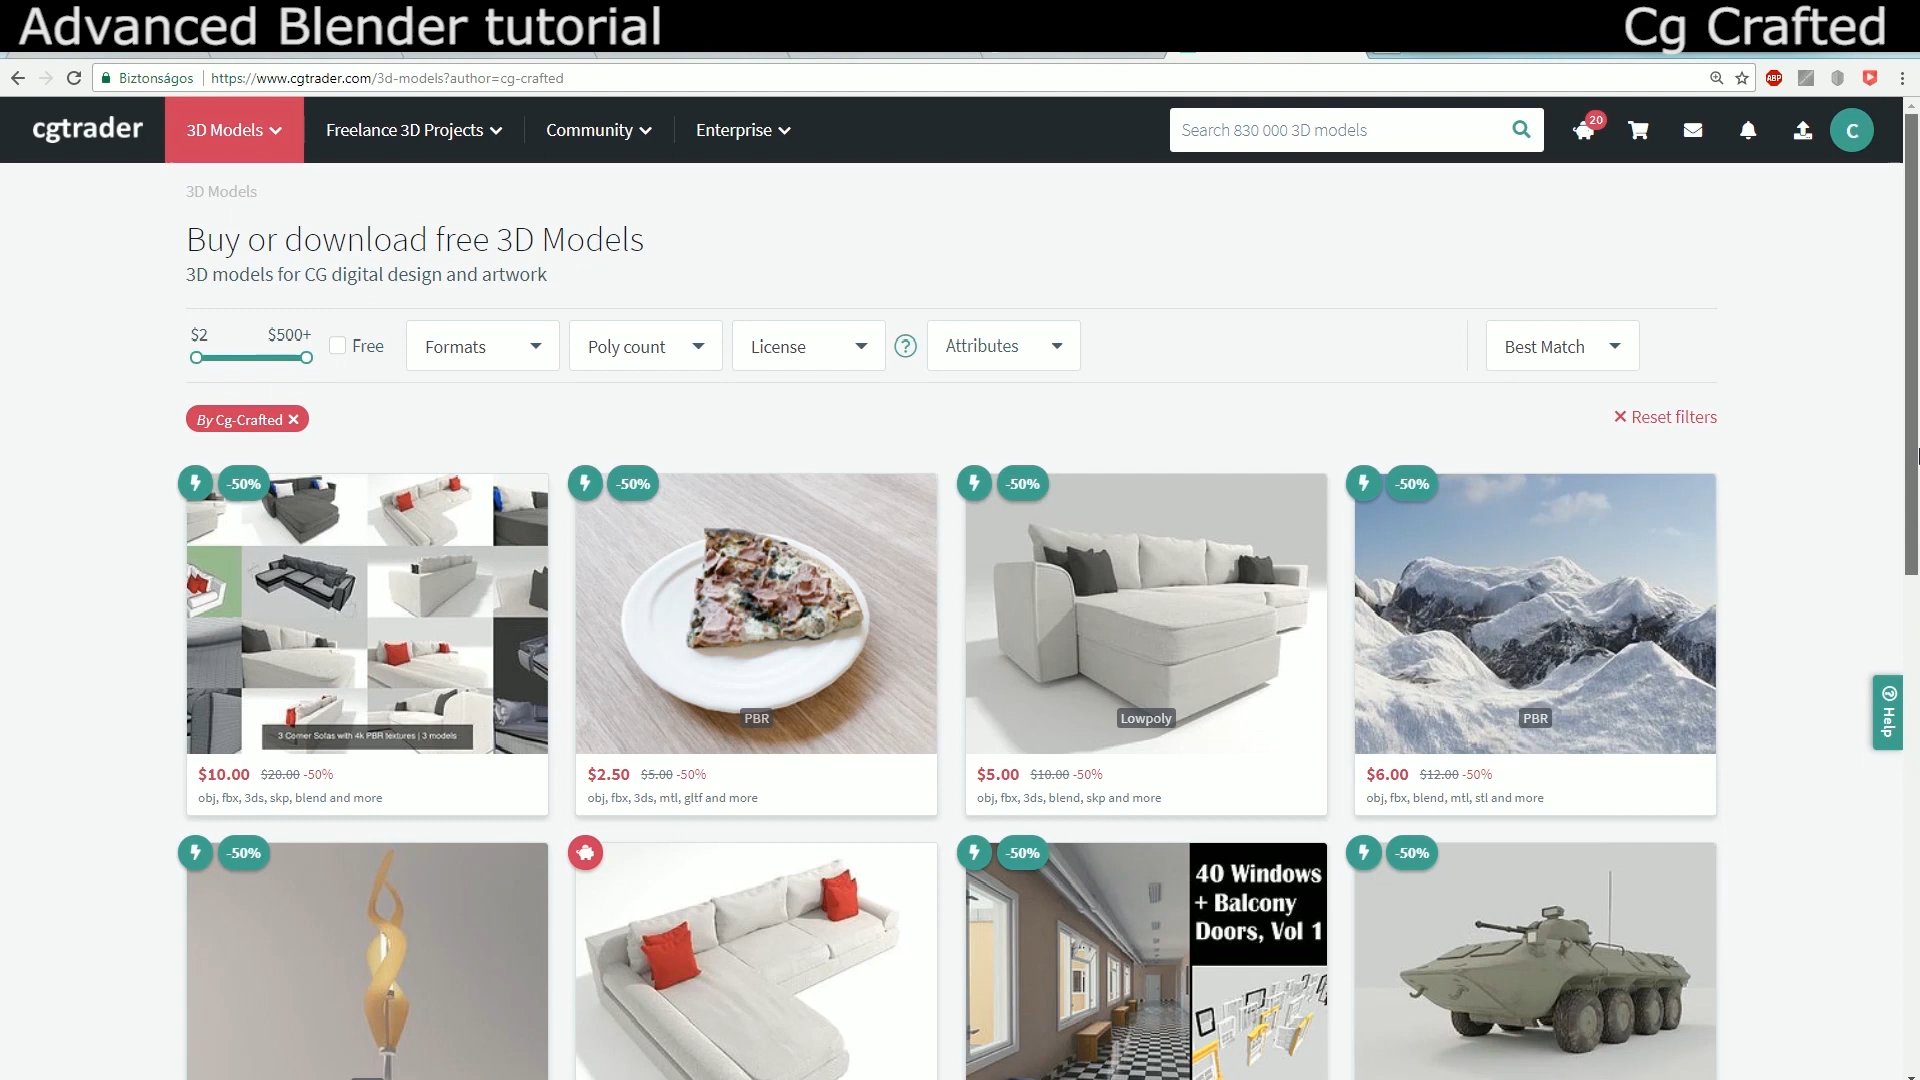 Advanced Blender tutorial
Cg Crafted
Biztonságos
https://www.cgtrader.com/3d-models?author=cg-crafted
ABP
cgtrader
3D Models
Freelance 3D Projects
Community
Enterprise
Search 830 000 3D models
20
C
3D Models
Buy or download free 3D Models
3D models for CG digital design and artwork
$2
$500+
Free
Formats
Poly count
License
?
Attributes
Best Match
By Cg-Crafted ×
× Reset filters
-50%
-50%
-50%
-50%
3 Corner Sofas with 4k PBR textures | 3 models
PBR
Lowpoly
PBR
? Help
$10.00 $20.00 -50%
obj, fbx, 3ds, skp, blend and more
$2.50 $5.00 -50%
obj, fbx, 3ds, mtl, gltf and more
$5.00 $10.00 -50%
obj, fbx, 3ds, blend, skp and more
$6.00 $12.00 -50%
obj, fbx, blend, mtl, stl and more
-50%
-50%
-50%
40 Windows
+ Balcony
Doors, Vol 1